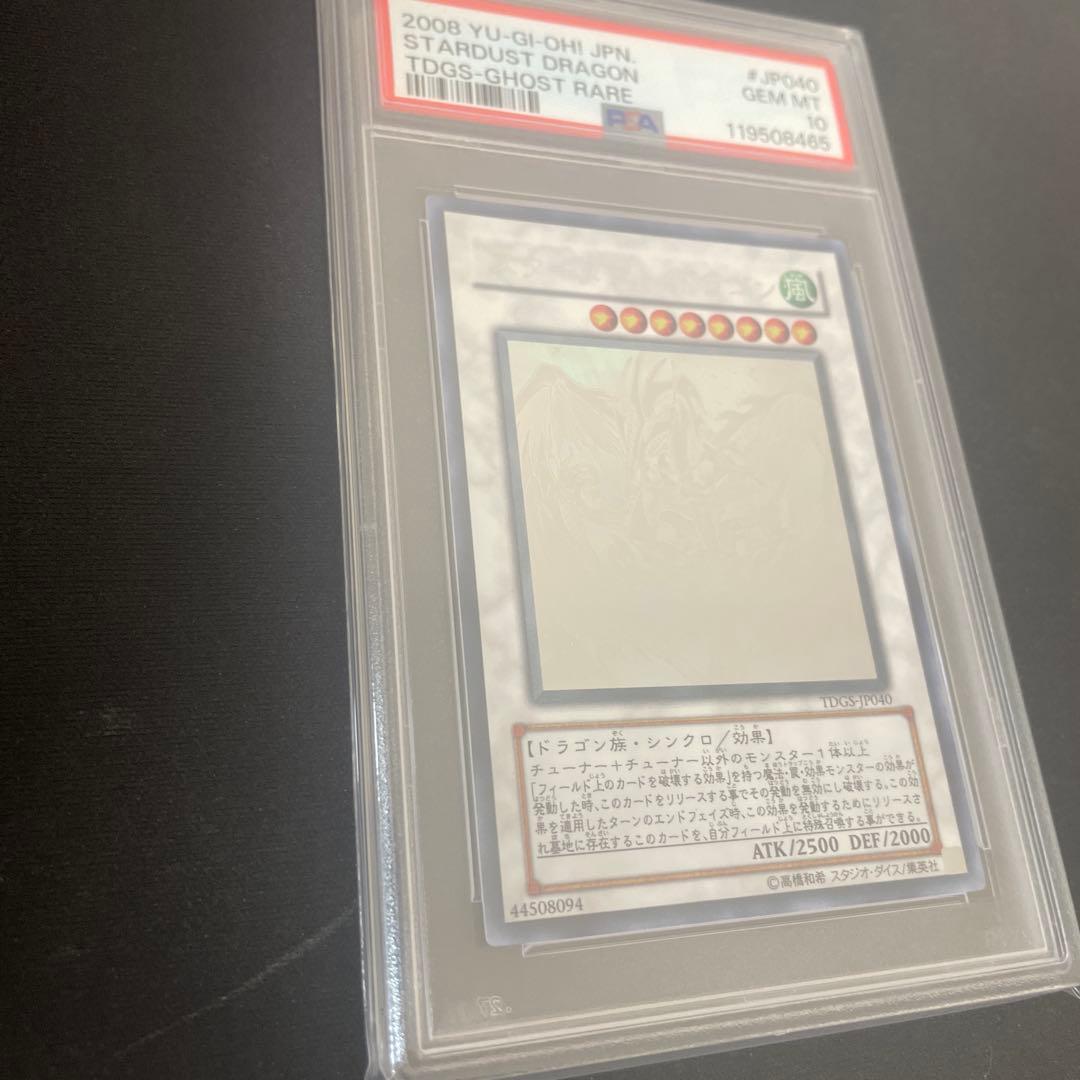 2008 YU-GI-OH! JPN.
STARDUST DRAGON
TDGS-GHOST RARE
#JP040
GEM MT
10
119508465
PSA
風
TDGS-JP040
【ドラゴン族・シンクロ/効果】
チューナー+チューナー以外のモンスター1体以上
「フィールド上のカードを破壊する効果」を持つ魔法・罠・効果モンスターの効果が
発動した時、このカードをリリースする事でその発動を無効にし破壊する。この効
果を適用したターンのエンドフェイズ時、この効果を発動するためにリリースさ
れ墓地に存在するこのカードを、自分フィールド上に特殊召喚する事ができる。
ATK/2500 DEF/2000
44508094
©高橋和希 スタジオ・ダイス/集英社